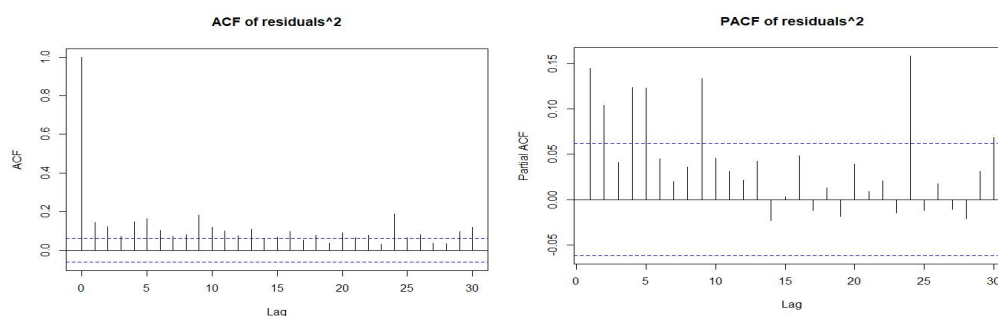 ACF of residuals^2
ACF
0.0 0.2 0.4 0.6 0.8 1.0
0 5 10 15 20 25 30
Lag
PACF of residuals^2
Partial ACF
-0.05 0.00 0.05 0.10 0.15
0 5 10 15 20 25 30
Lag